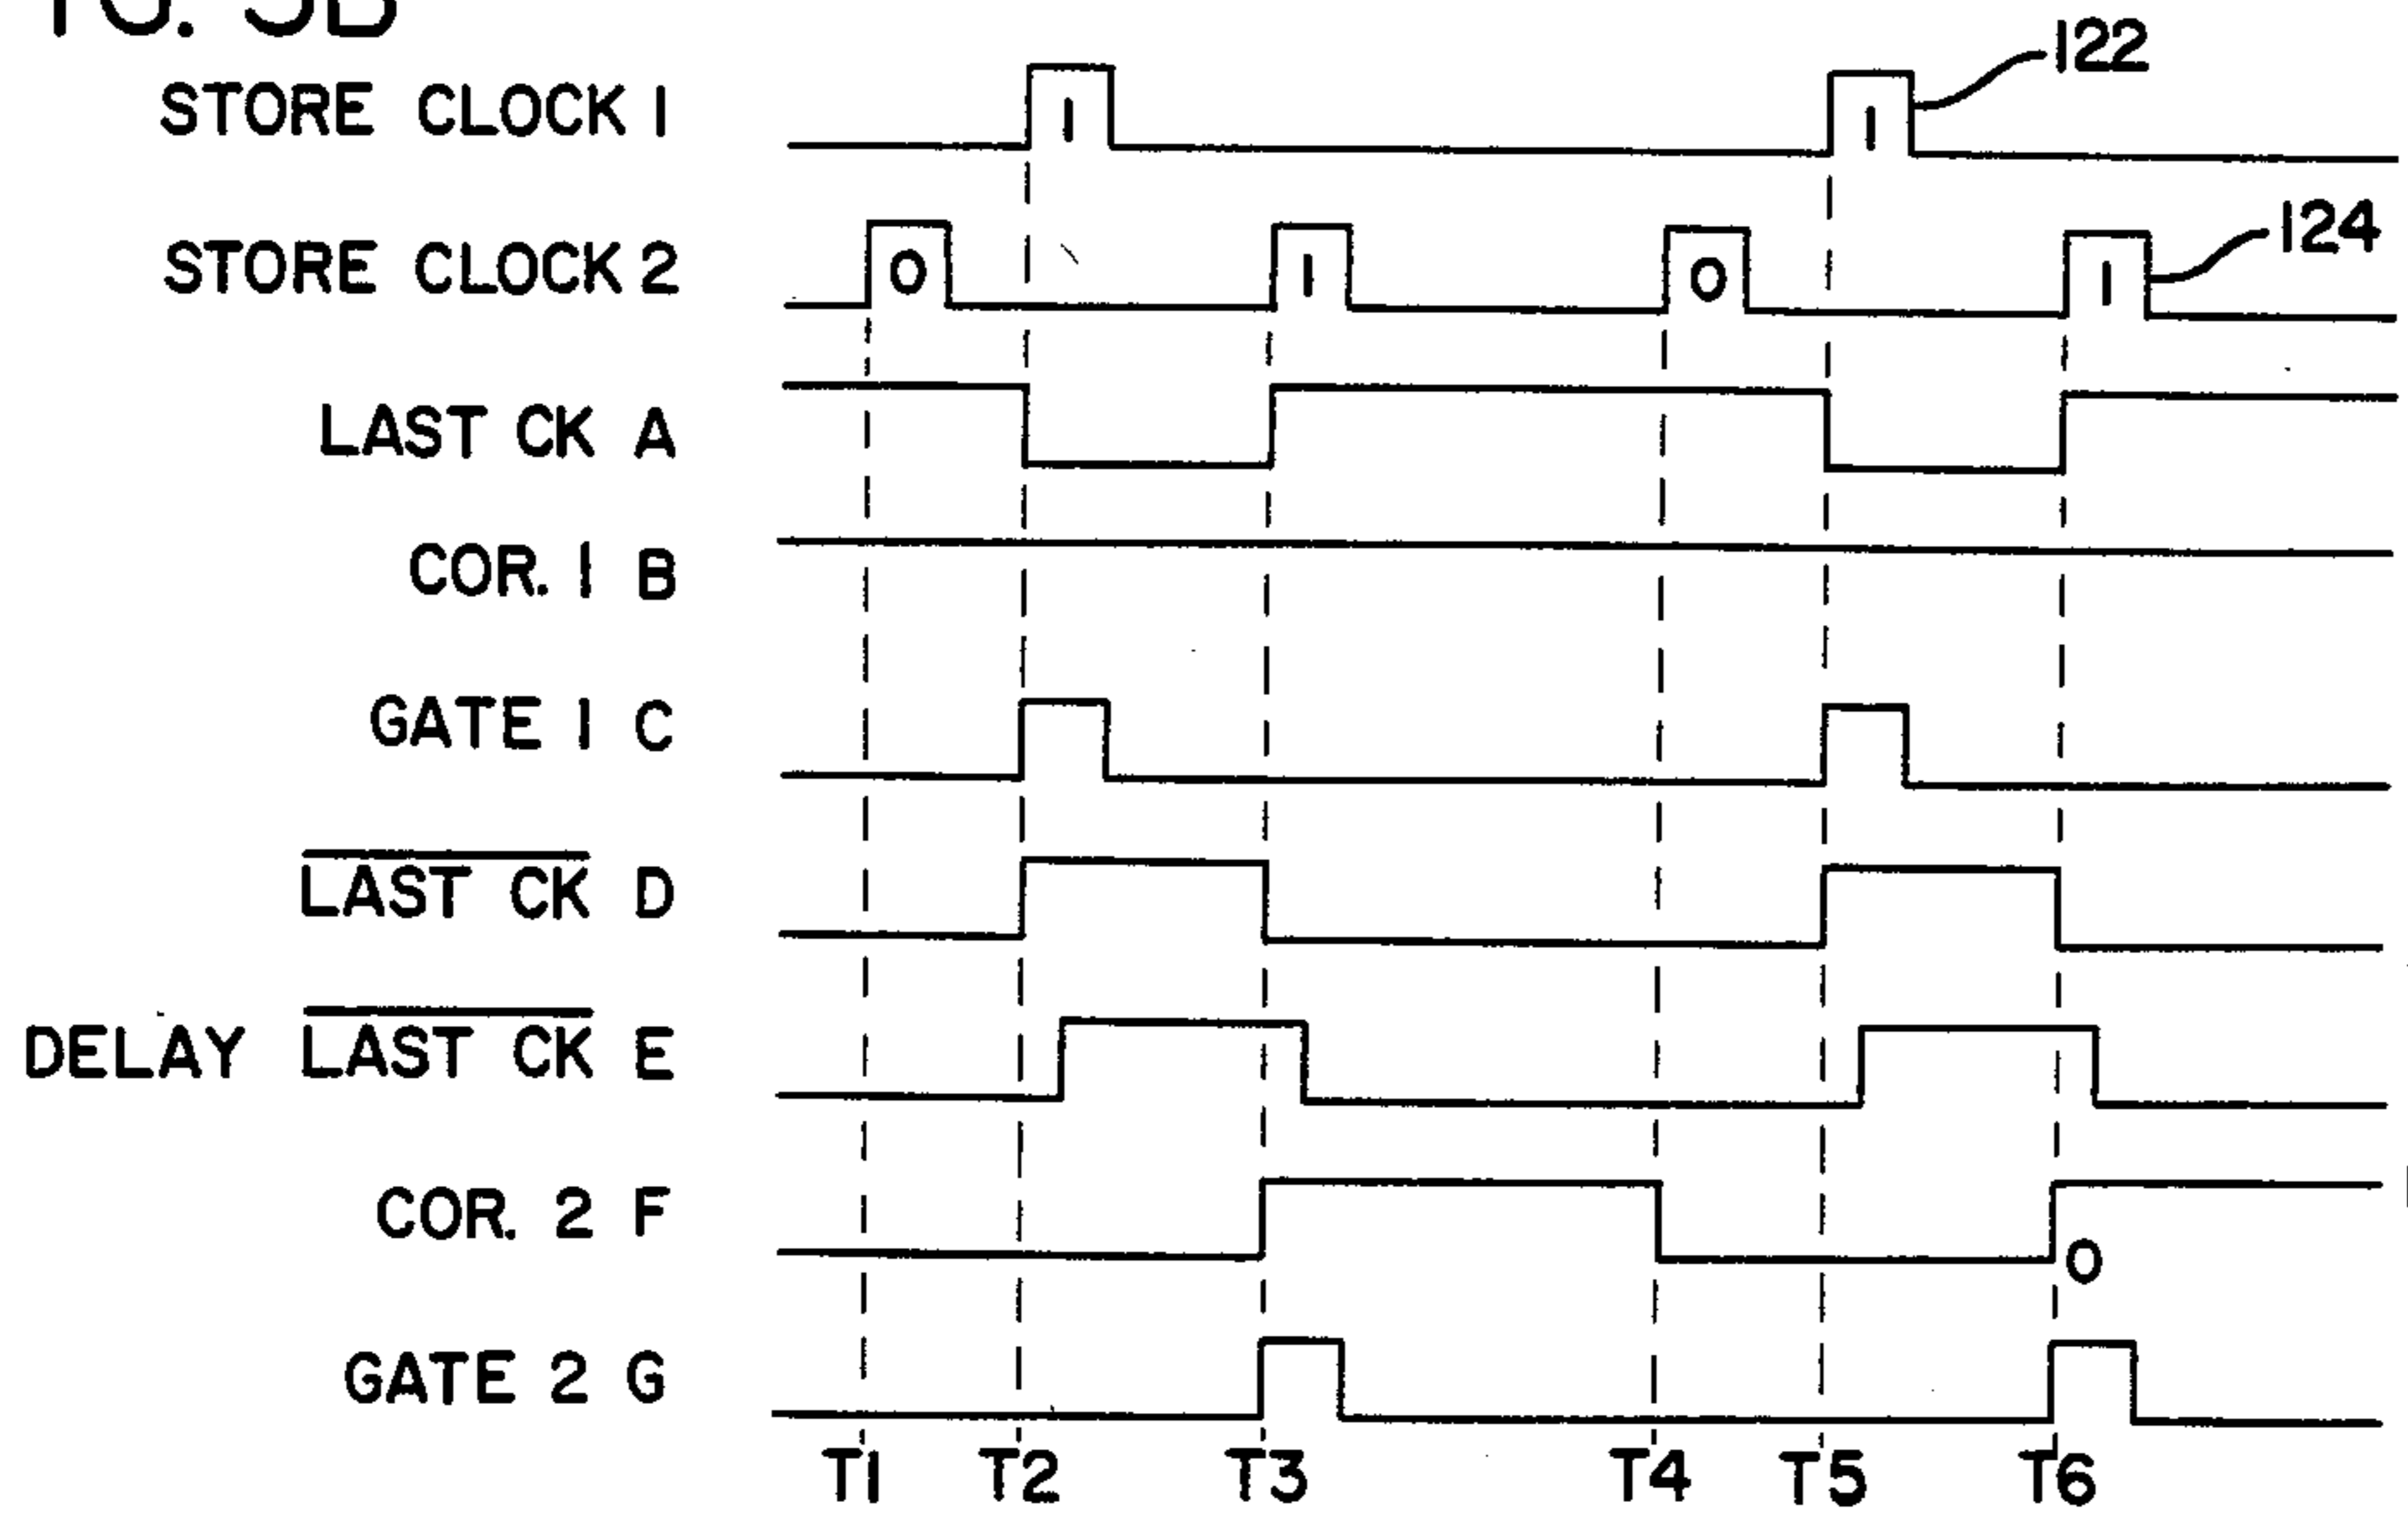 STORE CLOCK 1
1
1
122
STORE CLOCK 2
0
1
0
1
124
LAST CK A
COR. 1 B
GATE 1 C
LAST CK D
DELAY LAST CK E
COR. 2 F
0
GATE 2 G
T1 T2 T3 T4 T5 T6